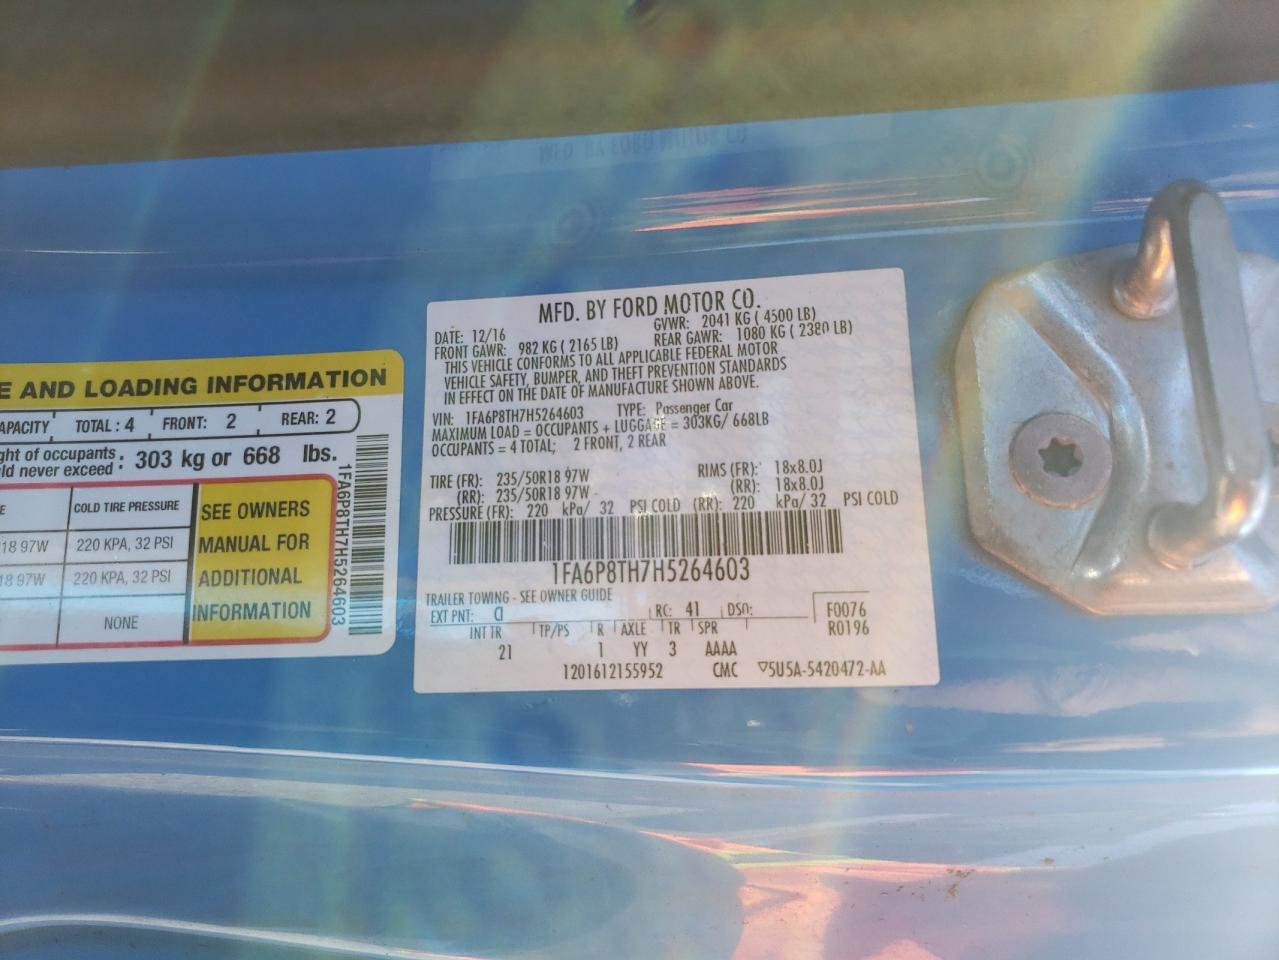 E AND LOADING INFORMATION
APACITY TOTAL: 4 FRONT: 2 REAR: 2
ght of occupants
ld never exceed : 303 kg or 668 lbs.
E COLD TIRE PRESSURE
18 97W 220 KPA, 32 PSI
18 97W 220 KPA, 32 PSI
NONE
SEE OWNERS
MANUAL FOR
ADDITIONAL
INFORMATION
1FA6P8TH7H5264603
MFD. BY FORD MOTOR CO.
DATE: 12/16 GVWR: 2041 KG ( 4500 LB)
FRONT GAWR: 982 KG ( 2165 LB) REAR GAWR: 1080 KG ( 2380 LB)
THIS VEHICLE CONFORMS TO ALL APPLICABLE FEDERAL MOTOR
VEHICLE SAFETY, BUMPER, AND THEFT PREVENTION STANDARDS
IN EFFECT ON THE DATE OF MANUFACTURE SHOWN ABOVE.
VIN: 1FA6P8TH7H5264603 TYPE: Passenger Car
MAXIMUM LOAD = OCCUPANTS + LUGGAGE = 303KG/ 668LB
OCCUPANTS = 4 TOTAL; 2 FRONT, 2 REAR
TIRE (FR): 235/50R18 97W RIMS (FR): 18x8.0J
(RR): 235/50R18 97W (RR): 18x8.0J
PRESSURE (FR): 220 kPa/ 32 PSI COLD (RR): 220 kPa/ 32 PSI COLD
1FA6P8TH7H5264603
TRAILER TOWING - SEE OWNER GUIDE
EXT PNT: CI RC: 41 DSO: F0076
INT TR TP/PS R AXLE TR SPR R0196
21 1 YY 3 AAAA
1201612155952 CMC ▽5U5A-5420472-AA